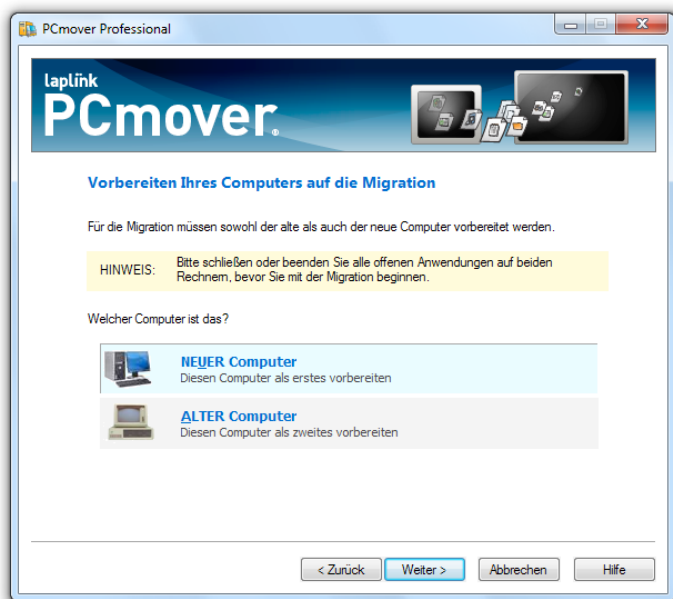 PCmover Professional
laplink
PCmover.
Vorbereiten Ihres Computers auf die Migration
Für die Migration müssen sowohl der alte als auch der neue Computer vorbereitet werden.
HINWEIS: Bitte schließen oder beenden Sie alle offenen Anwendungen auf beiden
Rechnern, bevor Sie mit der Migration beginnen.
Welcher Computer ist das?
NEUER Computer
Diesen Computer als erstes vorbereiten
ALTER Computer
Diesen Computer als zweites vorbereiten
< Zurück Weiter > Abbrechen Hilfe